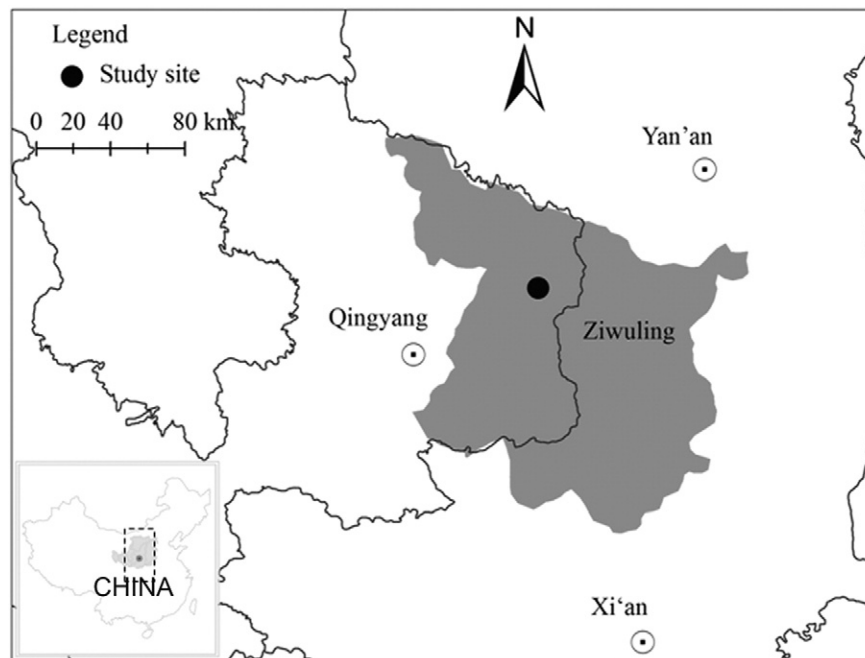 Legend
N
Study site
0 20 40 80 km
Yan’an
Qingyang
Ziwuling
CHINA
Xi‘an